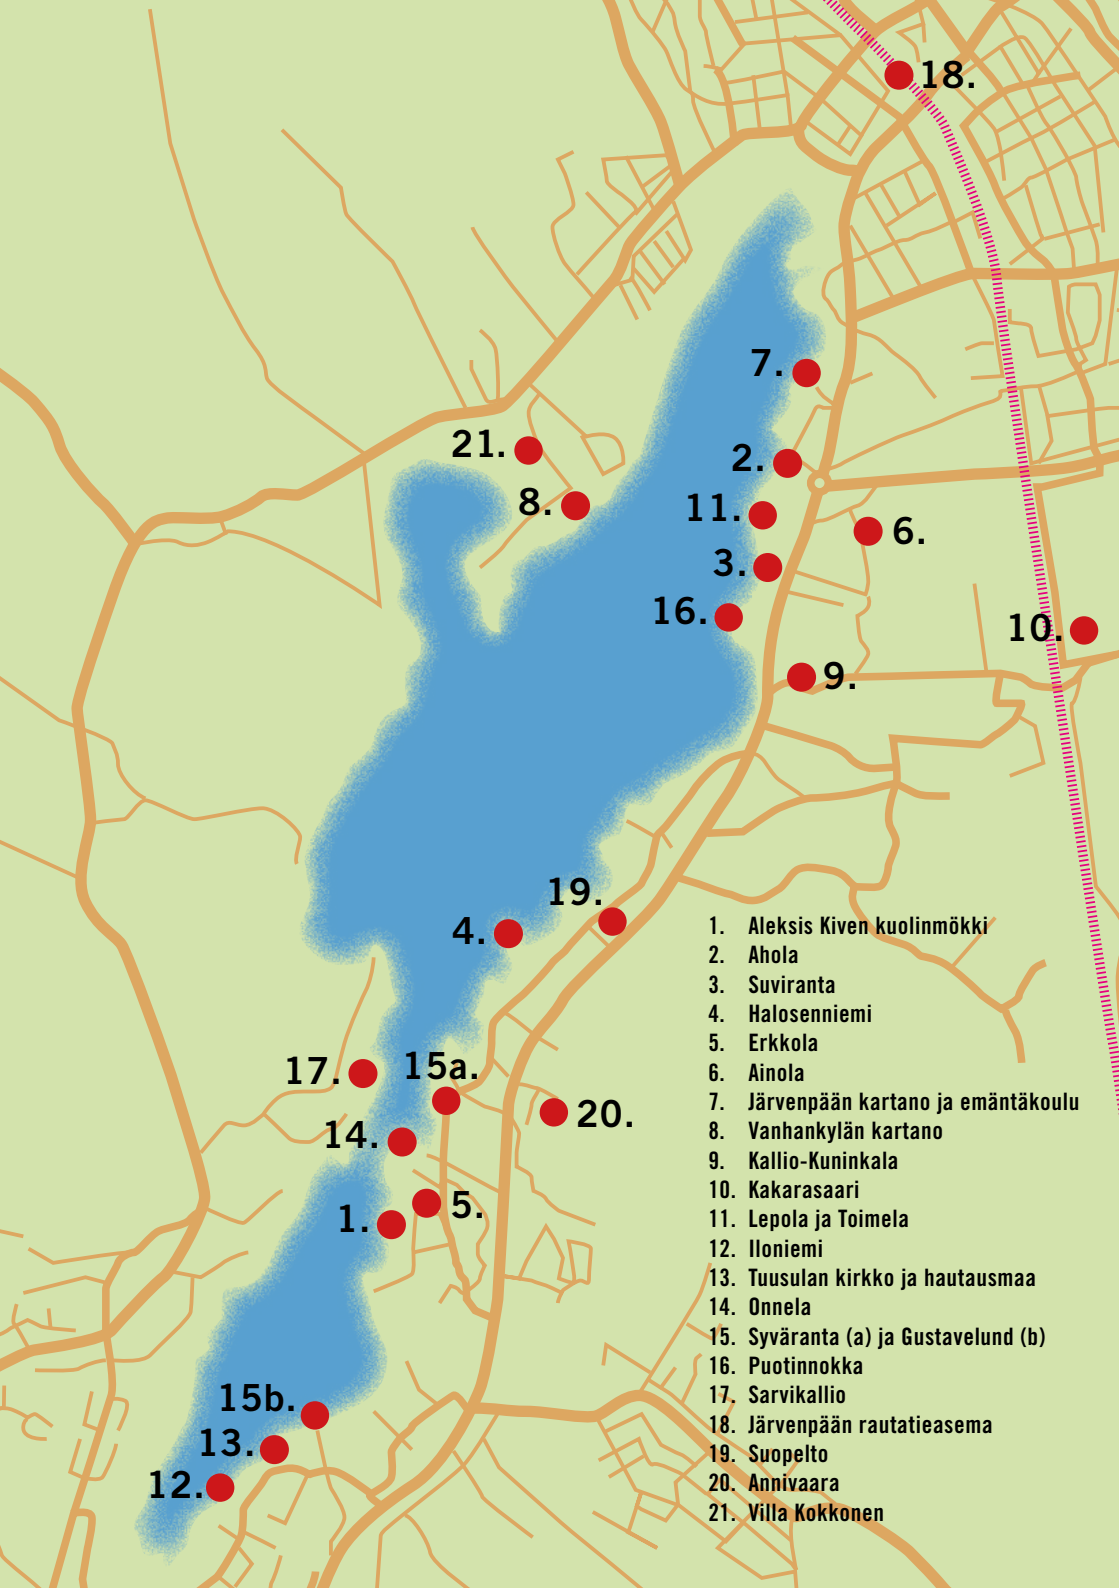 18.
7.
21.
2.
8.
11.
6.
3.
16.
10.
9.
19.
4.
17.
15a.
20.
14.
5.
1.
15b.
13.
12.
1. Aleksis Kiven kuolinmökki
2. Ahola
3. Suviranta
4. Halosenniemi
5. Erkkola
6. Ainola
7. Järvenpään kartano ja emäntäkoulu
8. Vanhankylän kartano
9. Kallio-Kuninkala
10. Kakarasaari
11. Lepola ja Toimela
12. Iloniemi
13. Tuusulan kirkko ja hautausmaa
14. Onnela
15. Syväranta (a) ja Gustavelund (b)
16. Puotinnokka
17. Sarvikallio
18. Järvenpään rautatieasema
19. Suopelto
20. Annivaara
21. Villa Kokkonen